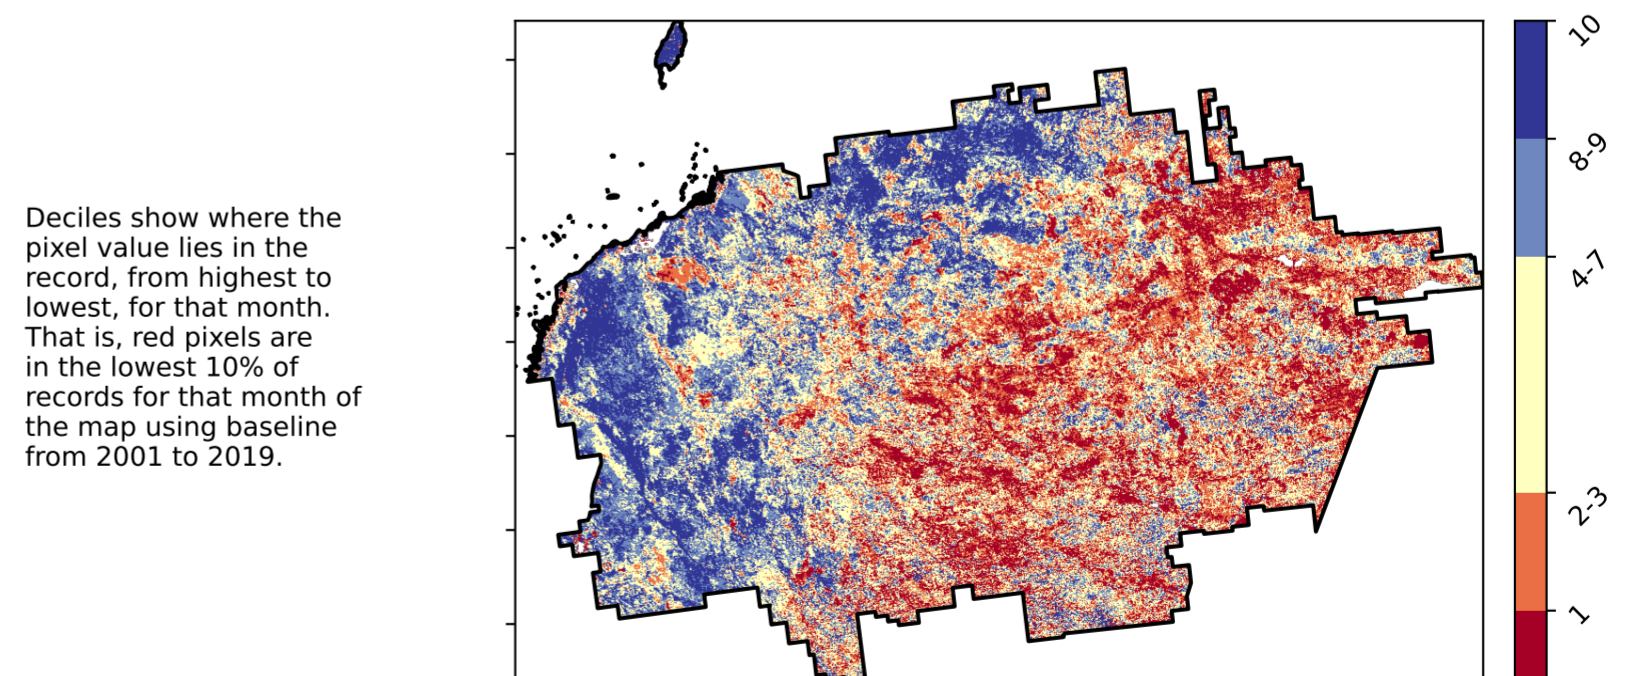 Deciles show where the
pixel value lies in the
record, from highest to
lowest, for that month.
That is, red pixels are
in the lowest 10% of
records for that month of
the map using baseline
from 2001 to 2019.
10
8-9
4-7
2-3
1